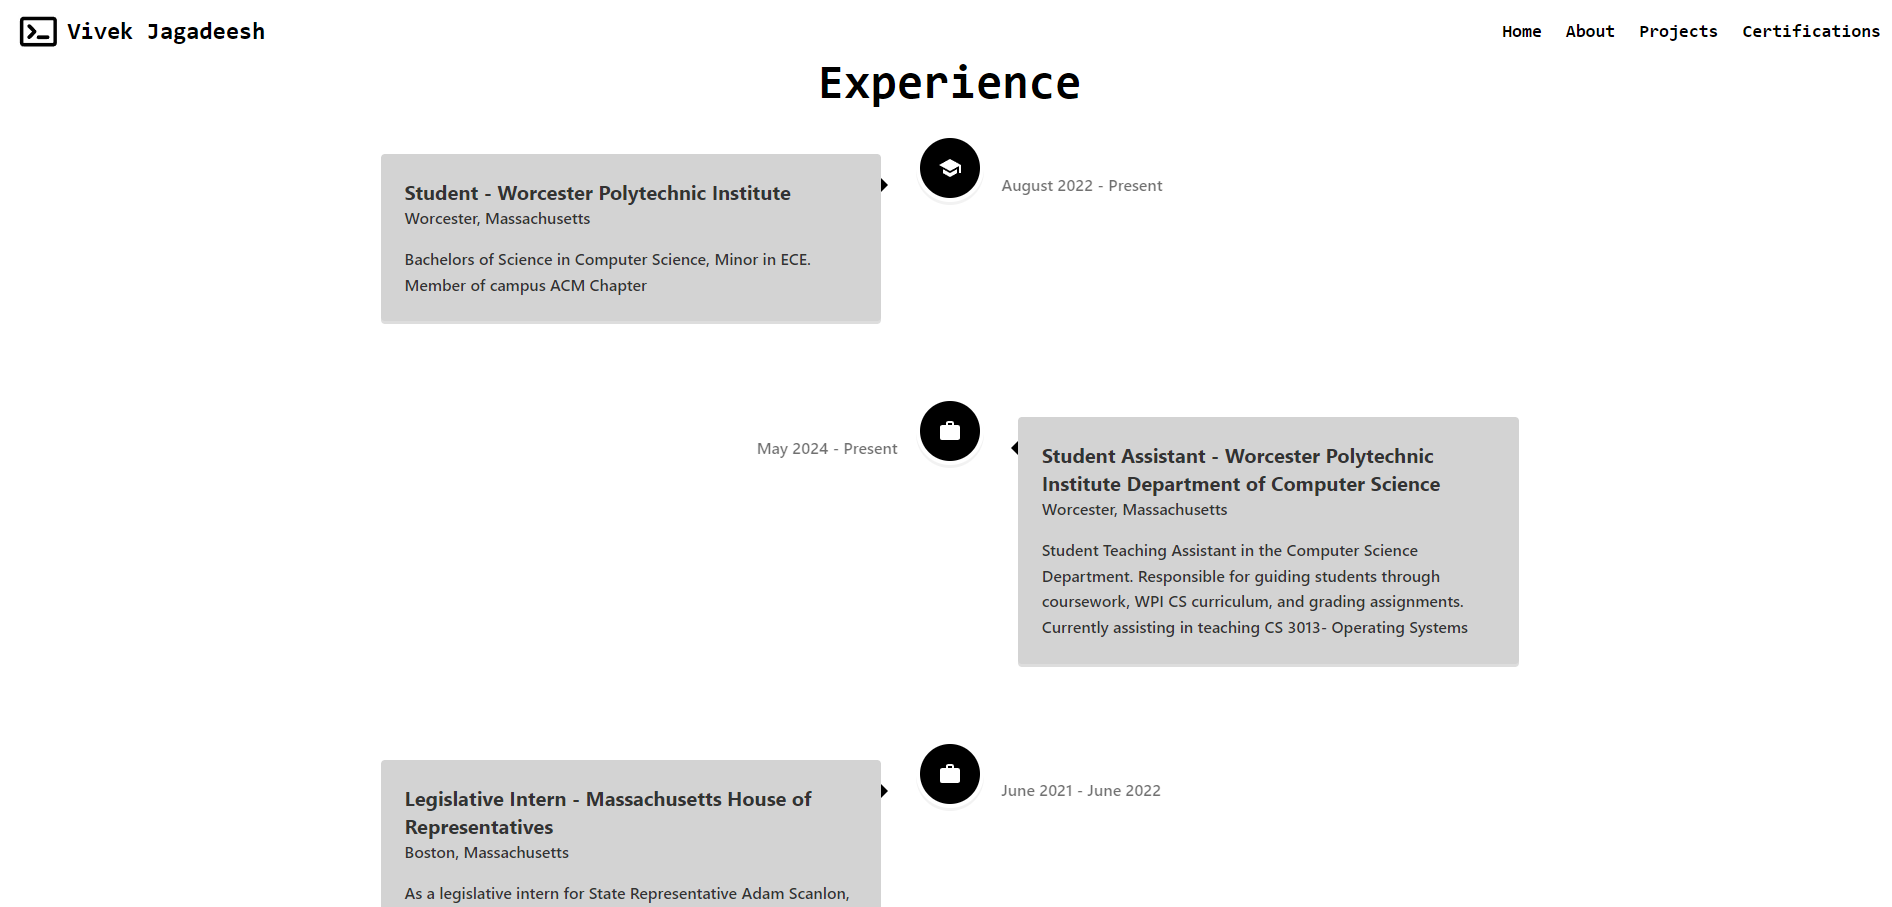 Vivek Jagadeesh
Home About Projects Certifications
Experience
Student - Worcester Polytechnic Institute
Worcester, Massachusetts
Bachelors of Science in Computer Science, Minor in ECE.
Member of campus ACM Chapter
August 2022 - Present
May 2024 - Present
Student Assistant - Worcester Polytechnic
Institute Department of Computer Science
Worcester, Massachusetts
Student Teaching Assistant in the Computer Science
Department. Responsible for guiding students through
coursework, WPI CS curriculum, and grading assignments.
Currently assisting in teaching CS 3013- Operating Systems
Legislative Intern - Massachusetts House of
Representatives
Boston, Massachusetts
As a legislative intern for State Representative Adam Scanlon,
June 2021 - June 2022